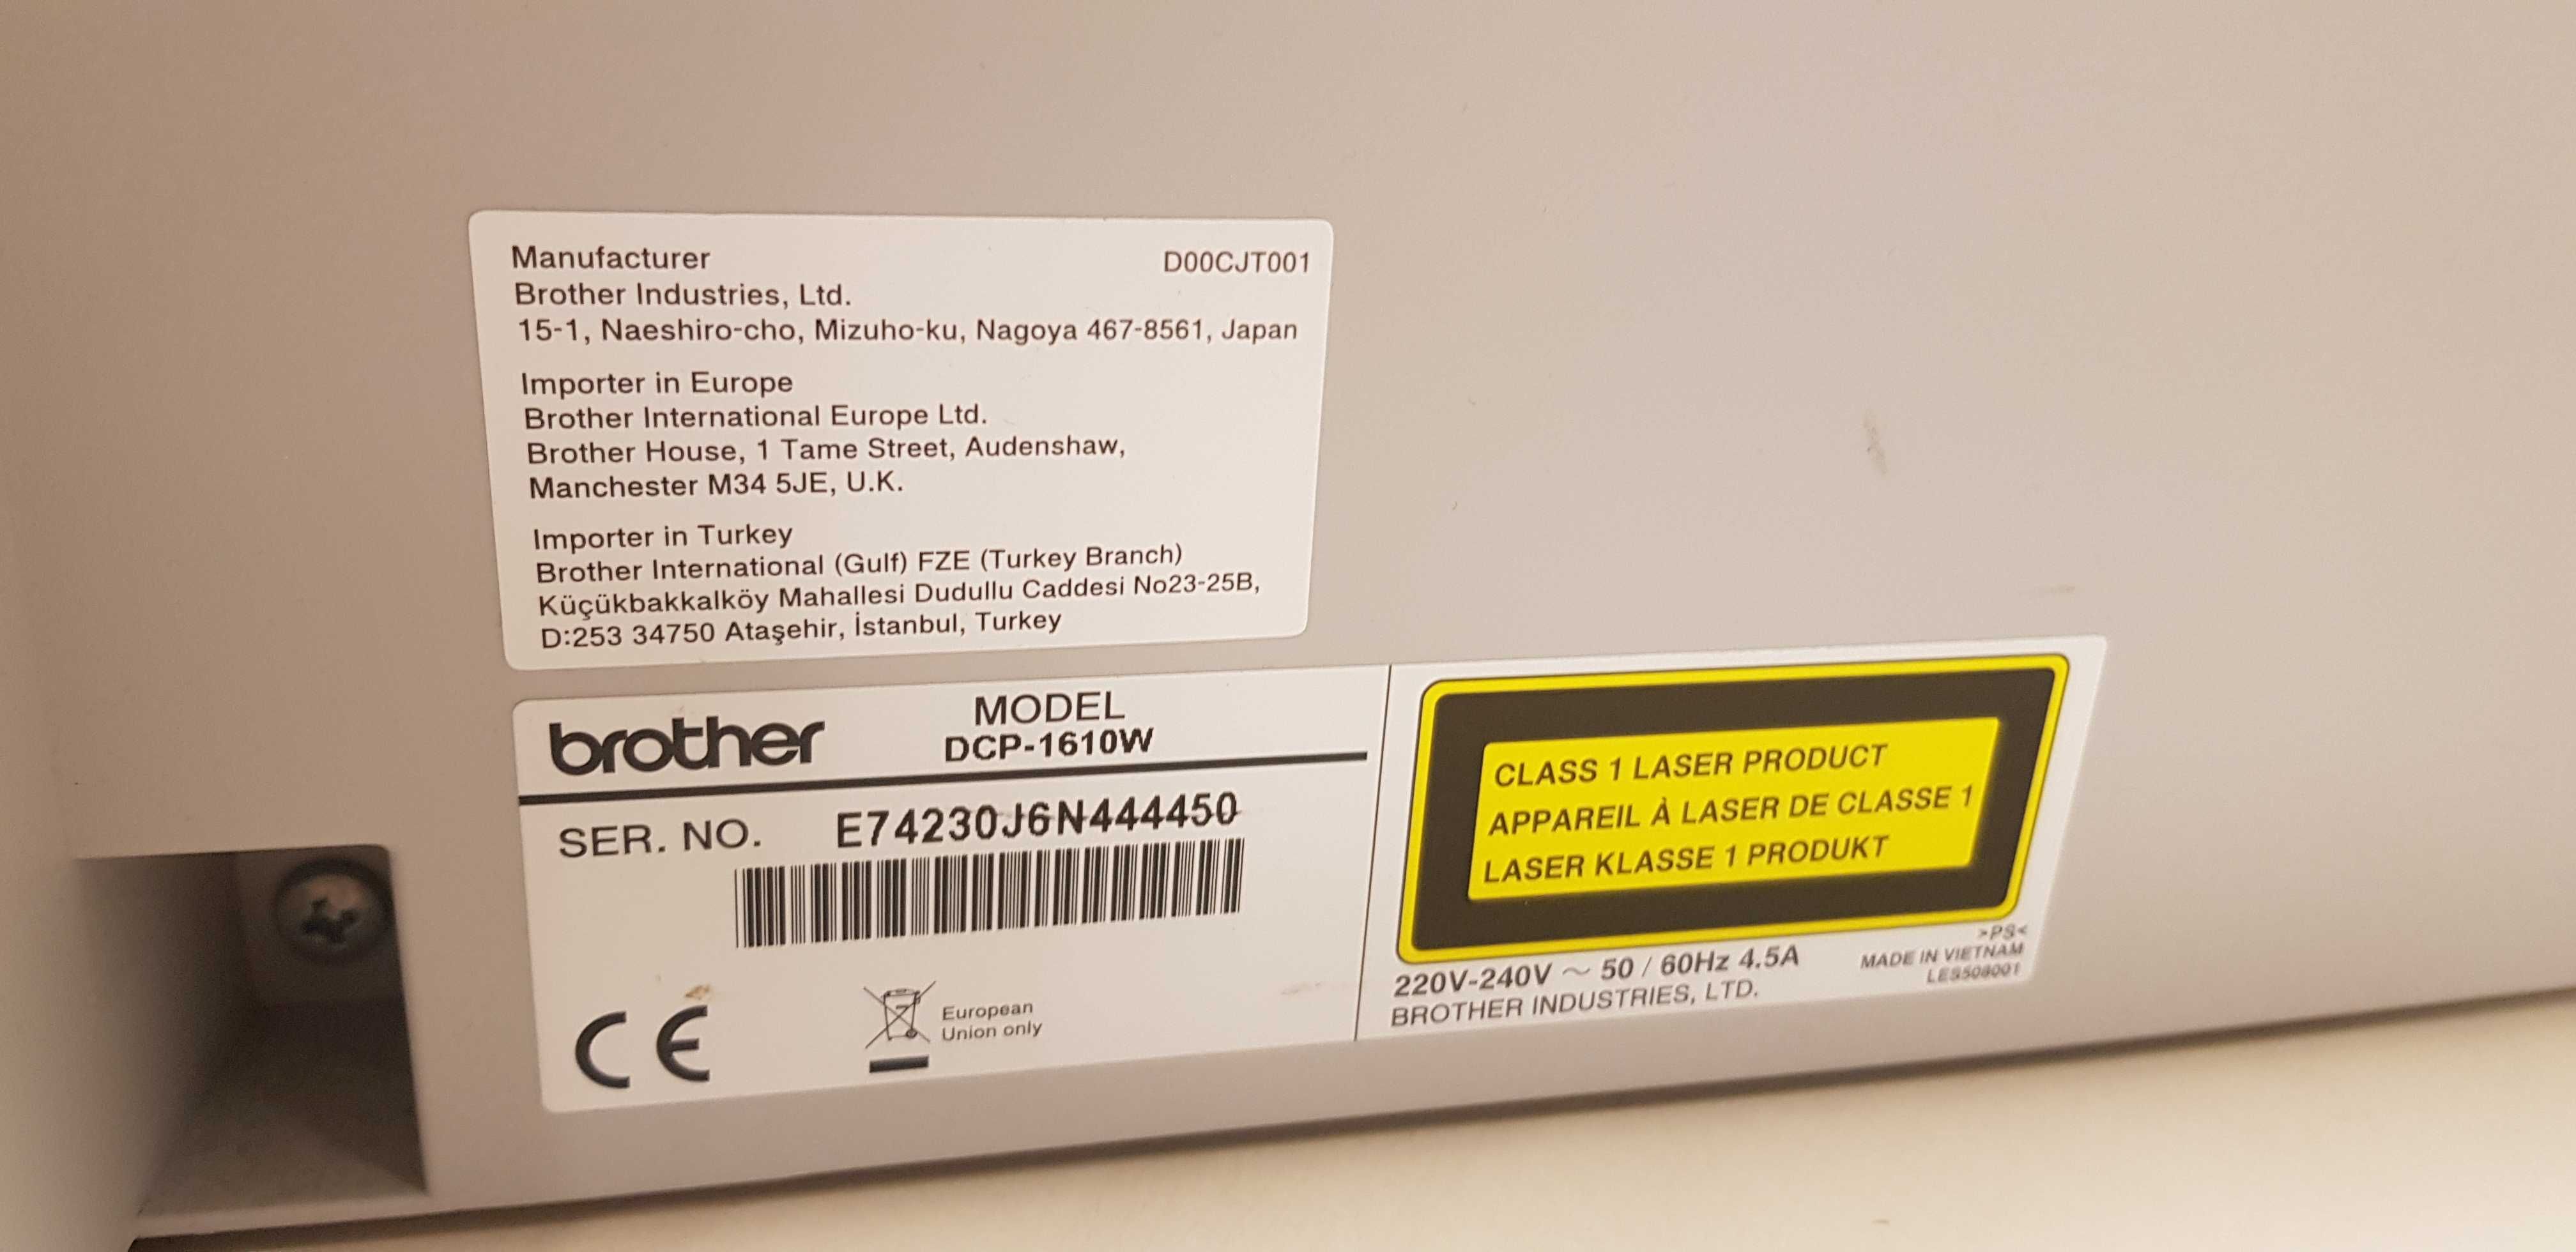 Manufacturer D00CJT001
Brother Industries, Ltd.
15-1, Naeshiro-cho, Mizuho-ku, Nagoya 467-8561, Japan
Importer in Europe
Brother International Europe Ltd.
Brother House, 1 Tame Street, Audenshaw,
Manchester M34 5JE, U.K.
Importer in Turkey
Brother International (Gulf) FZE (Turkey Branch)
Küçükbakkalköy Mahallesi Dudullu Caddesi No23-25B,
D:253 34750 Ataşehir, İstanbul, Turkey
brother
MODEL
DCP-1610W
SER. NO. E74230J6N444450
CE
European
Union only
CLASS 1 LASER PRODUCT
APPAREIL À LASER DE CLASSE 1
LASER KLASSE 1 PRODUKT
>PS<
220V-240V ~ 50 / 60Hz 4.5A
MADE IN VIETNAM
BROTHER INDUSTRIES, LTD.